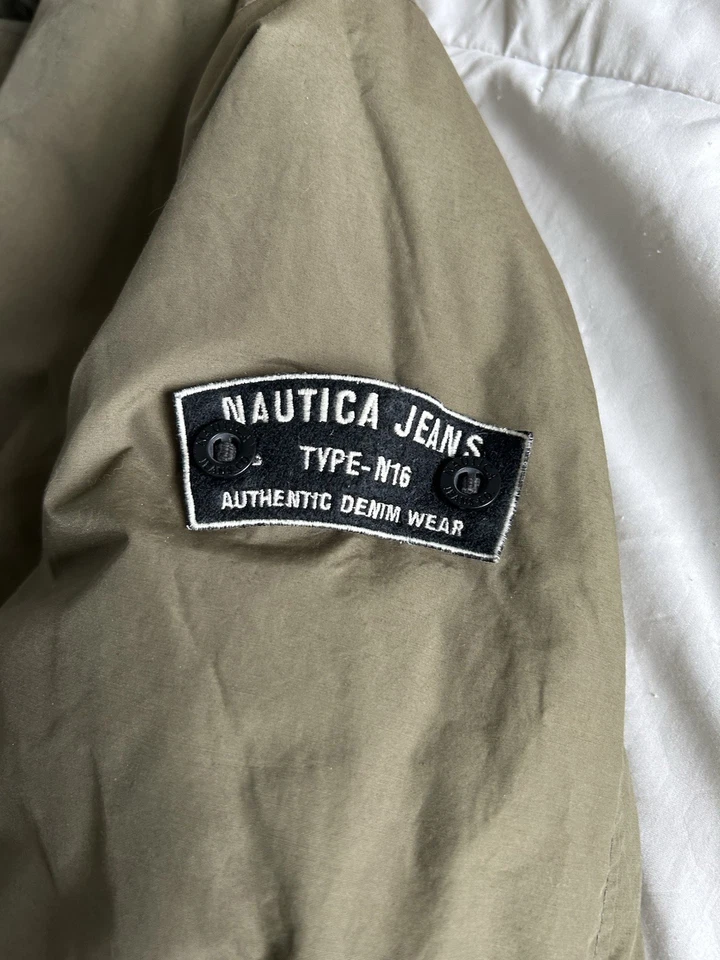 NAUTICA JEANS
TYPE-N16
AUTHENTIC DENIM WEAR